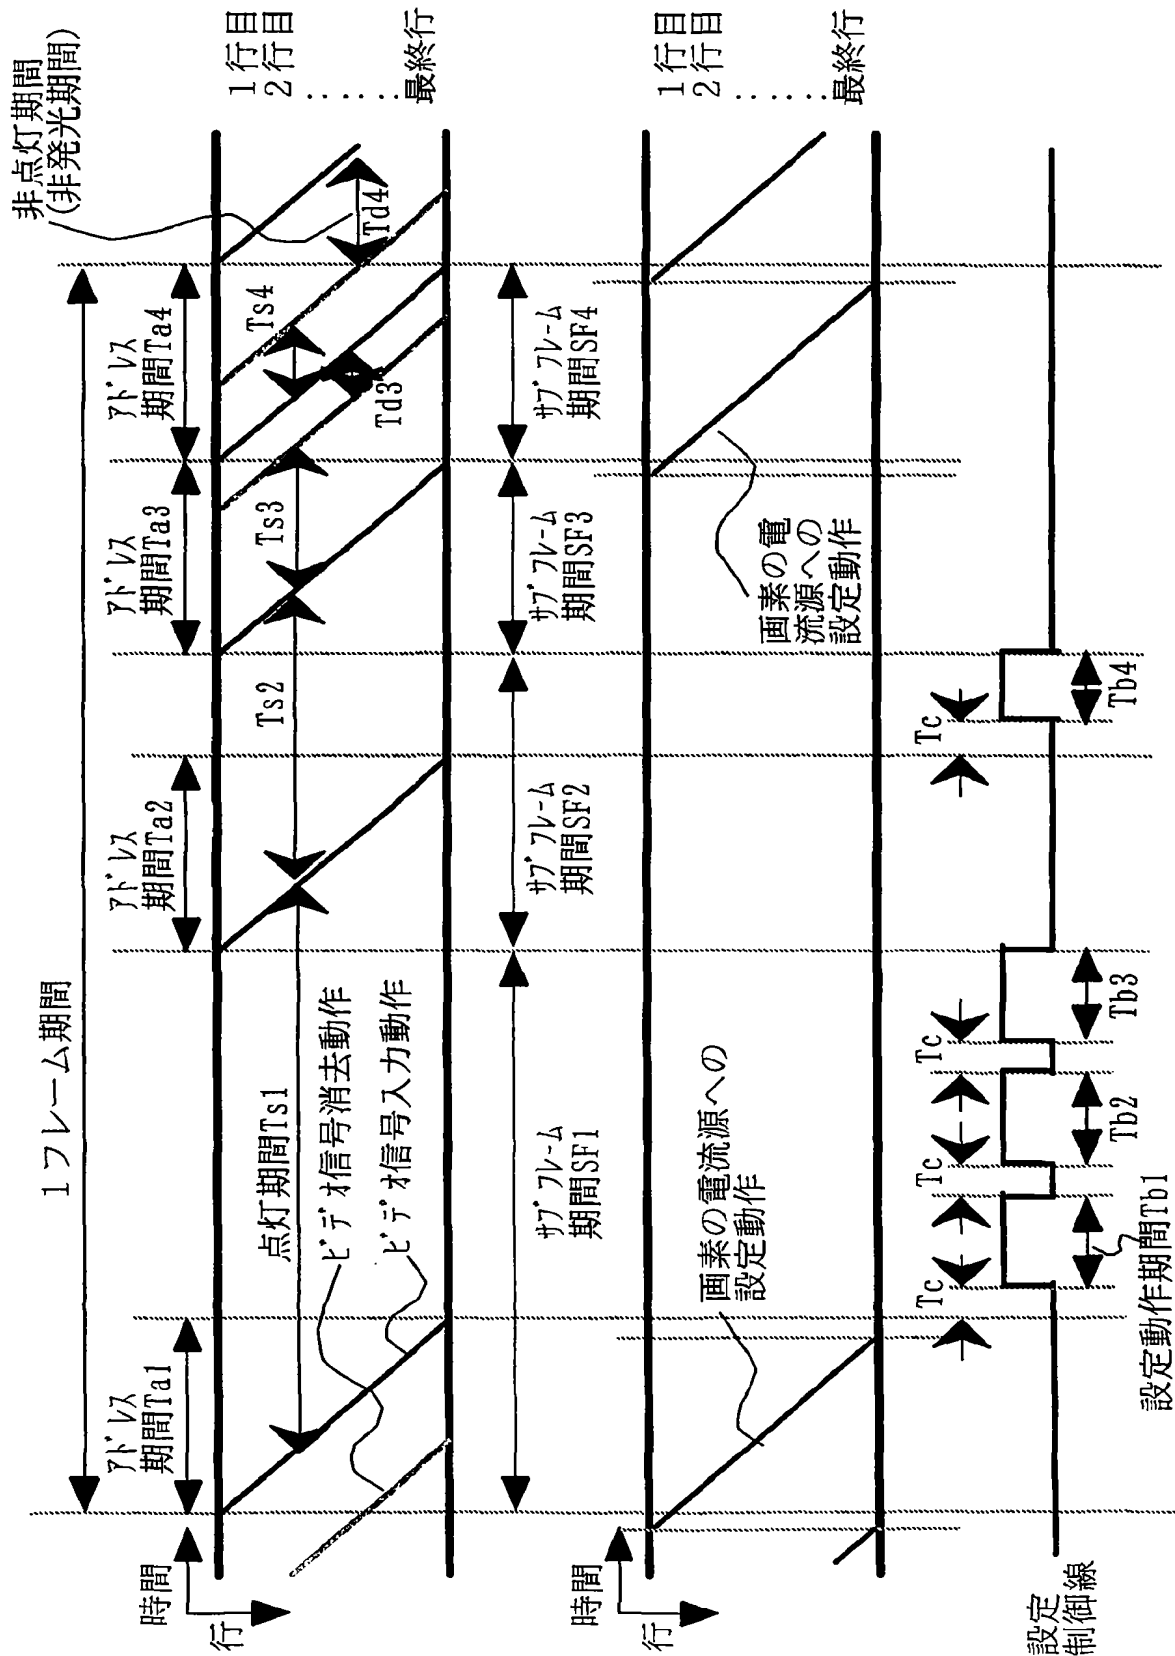 1フレーム期間
アドレス
期間Ta1
アドレス
期間Ta2
アドレス
期間Ta3
アドレス
期間Ta4
非点灯期間
(非発光期間)
時間
行
点灯期間Ts1
Ts2
Ts3
Ts4
Td3
Td4
ビデオ信号消去動作
ビデオ信号入力動作
1行目
2行目
......
最終行
サブフレーム
期間SF1
サブフレーム
期間SF2
サブフレーム
期間SF3
サブフレーム
期間SF4
時間
行
画素の電流源への
設定動作
画素の電
流源への
設定動作
1行目
2行目
......
最終行
設定
制御線
Tc
Tc
Tc
Tc
設定動作期間Tb1
Tb2
Tb3
Tb4